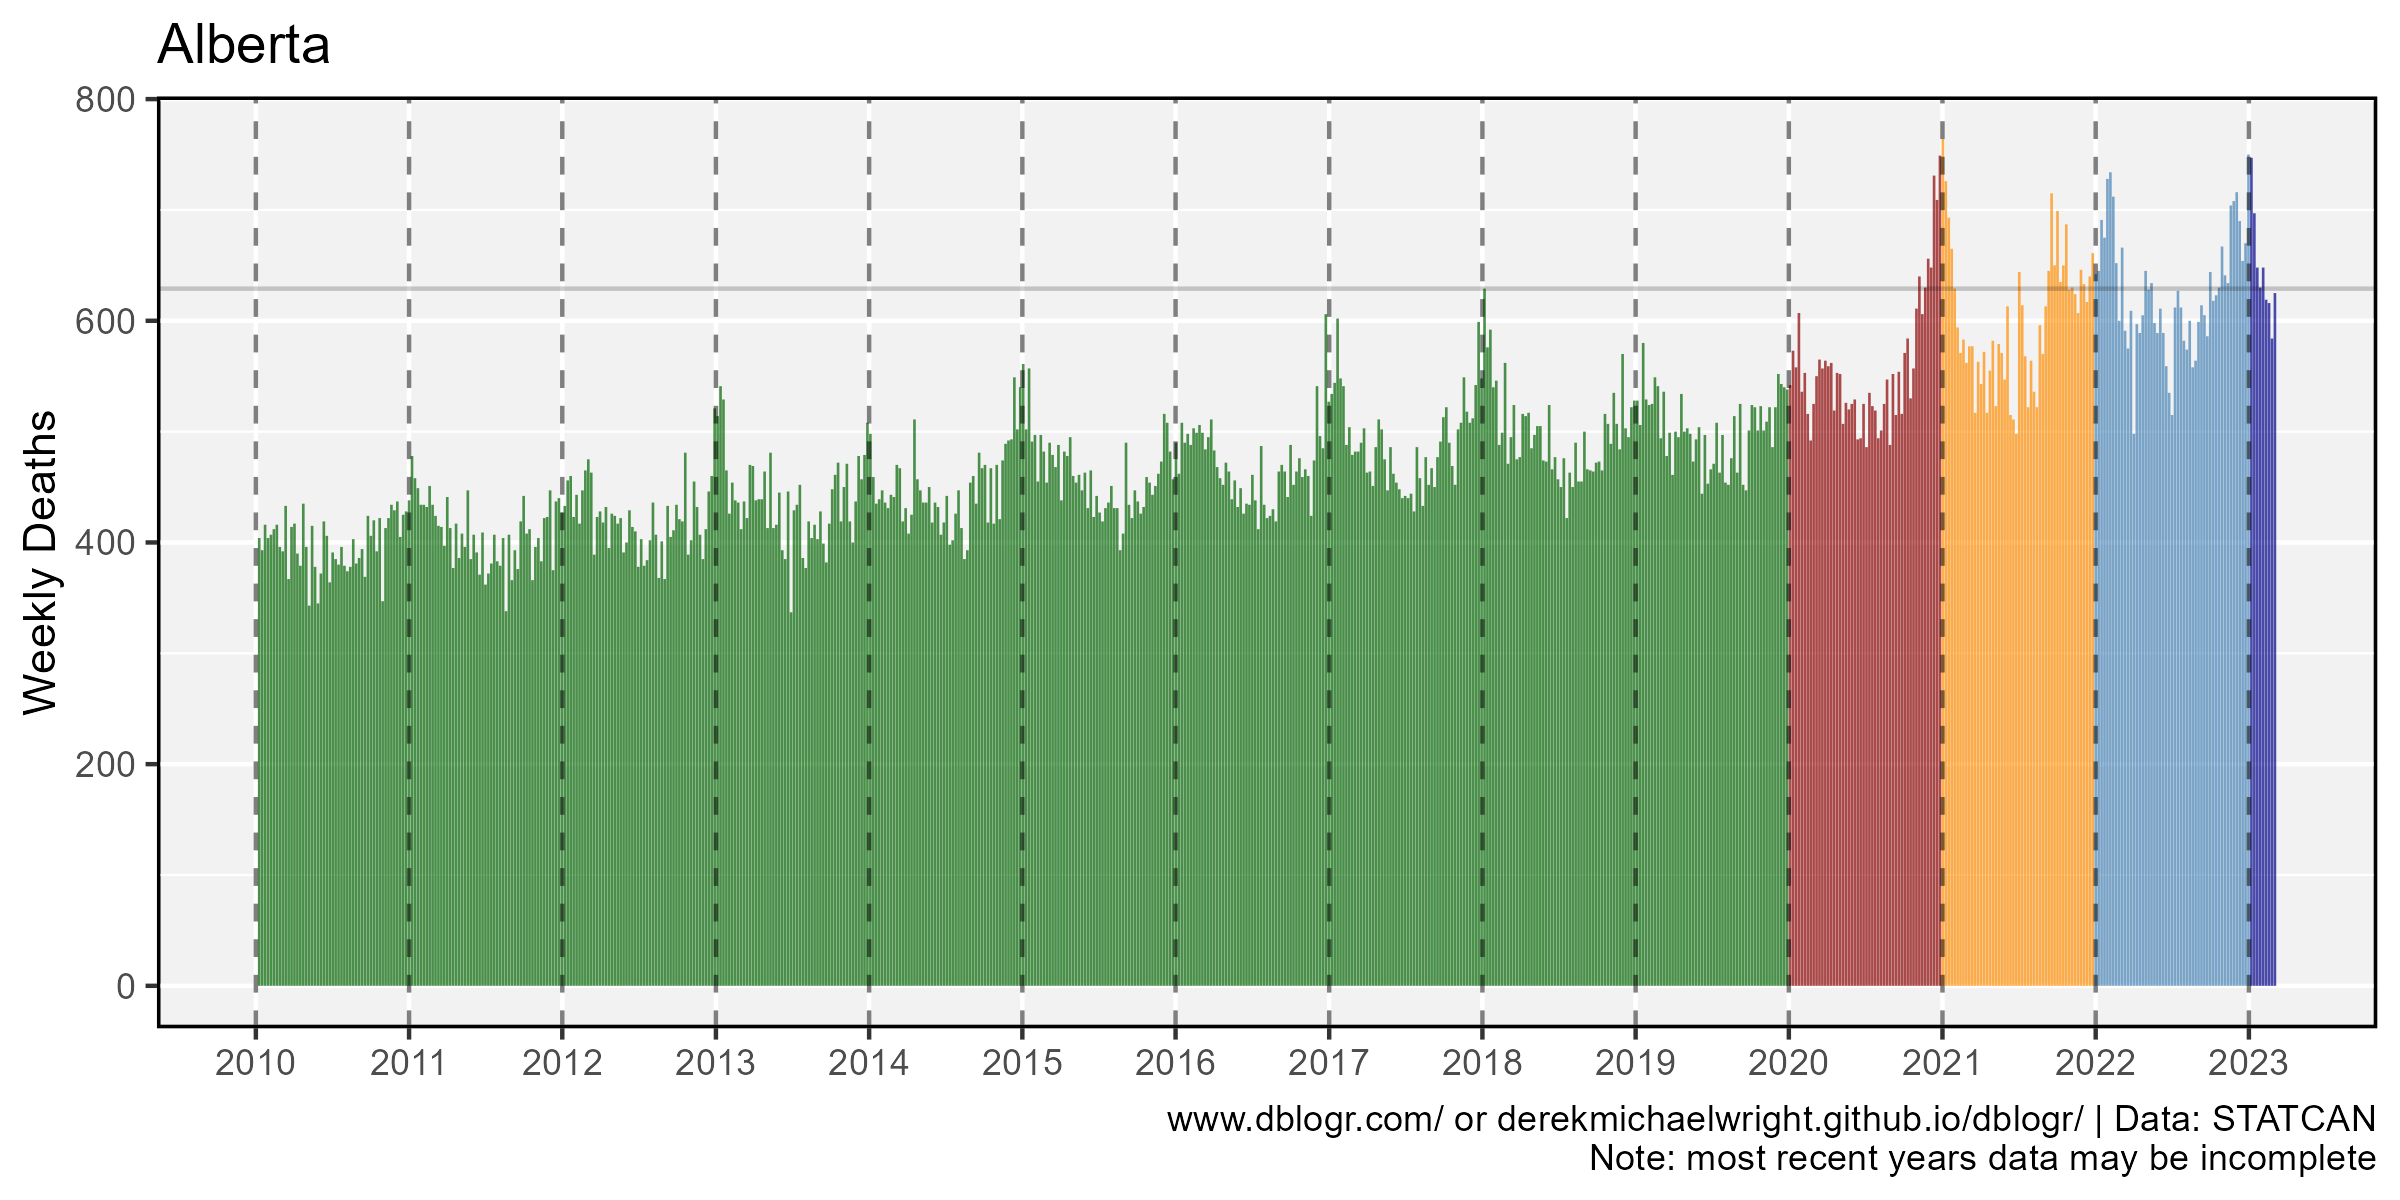 Alberta
800
600
400
200
0
Weekly Deaths
2010 2011 2012 2013 2014 2015 2016 2017 2018 2019 2020 2021 2022 2023
www.dblogr.com/ or derekmichaelwright.github.io/dblogr/ | Data: STATCAN
Note: most recent years data may be incomplete